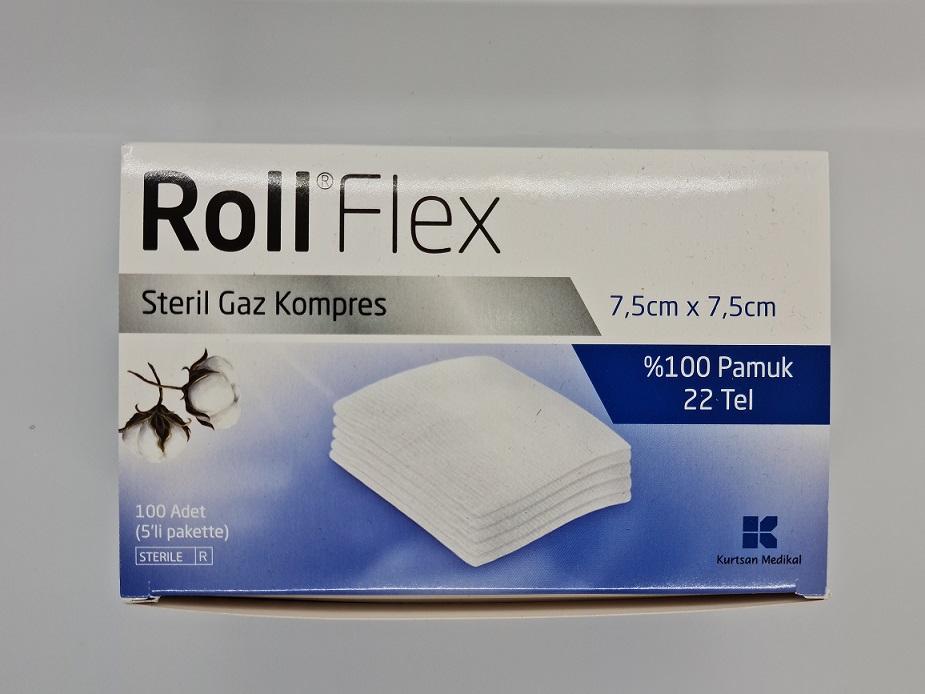 Roll® Flex
Steril Gaz Kompres
7,5cm x 7,5cm
%100 Pamuk
22 Tel
100 Adet
(5'li pakette)
STERILE R
Kurtsan Medikal